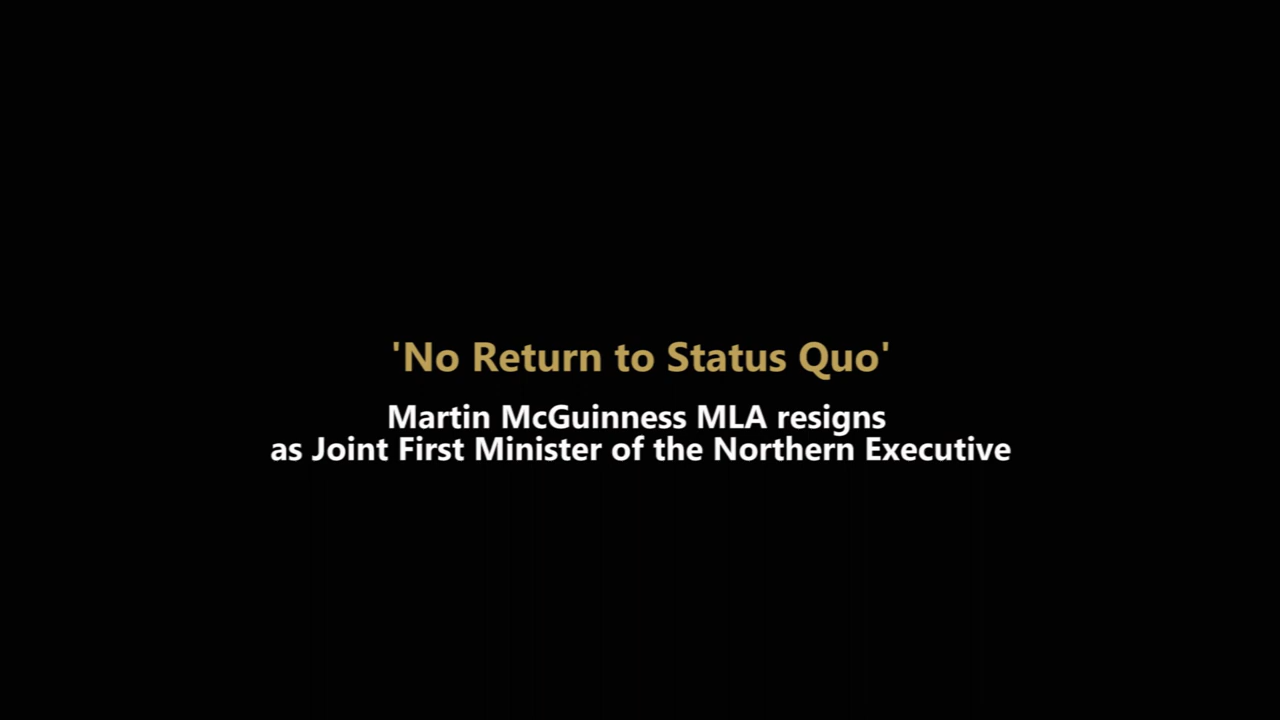 'No Return to Status Quo'
Martin McGuinness MLA resigns
as Joint First Minister of the Northern Executive